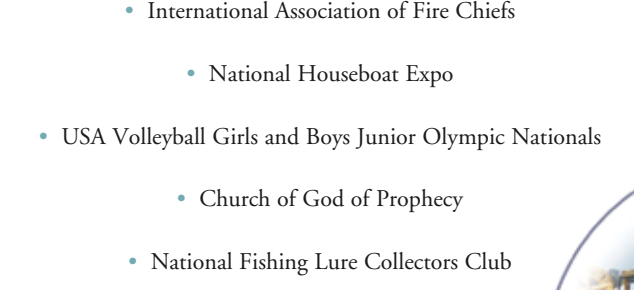 • International Association of Fire Chiefs
• National Houseboat Expo
• USA Volleyball Girls and Boys Junior Olympic Nationals
• Church of God of Prophecy
• National Fishing Lure Collectors Club